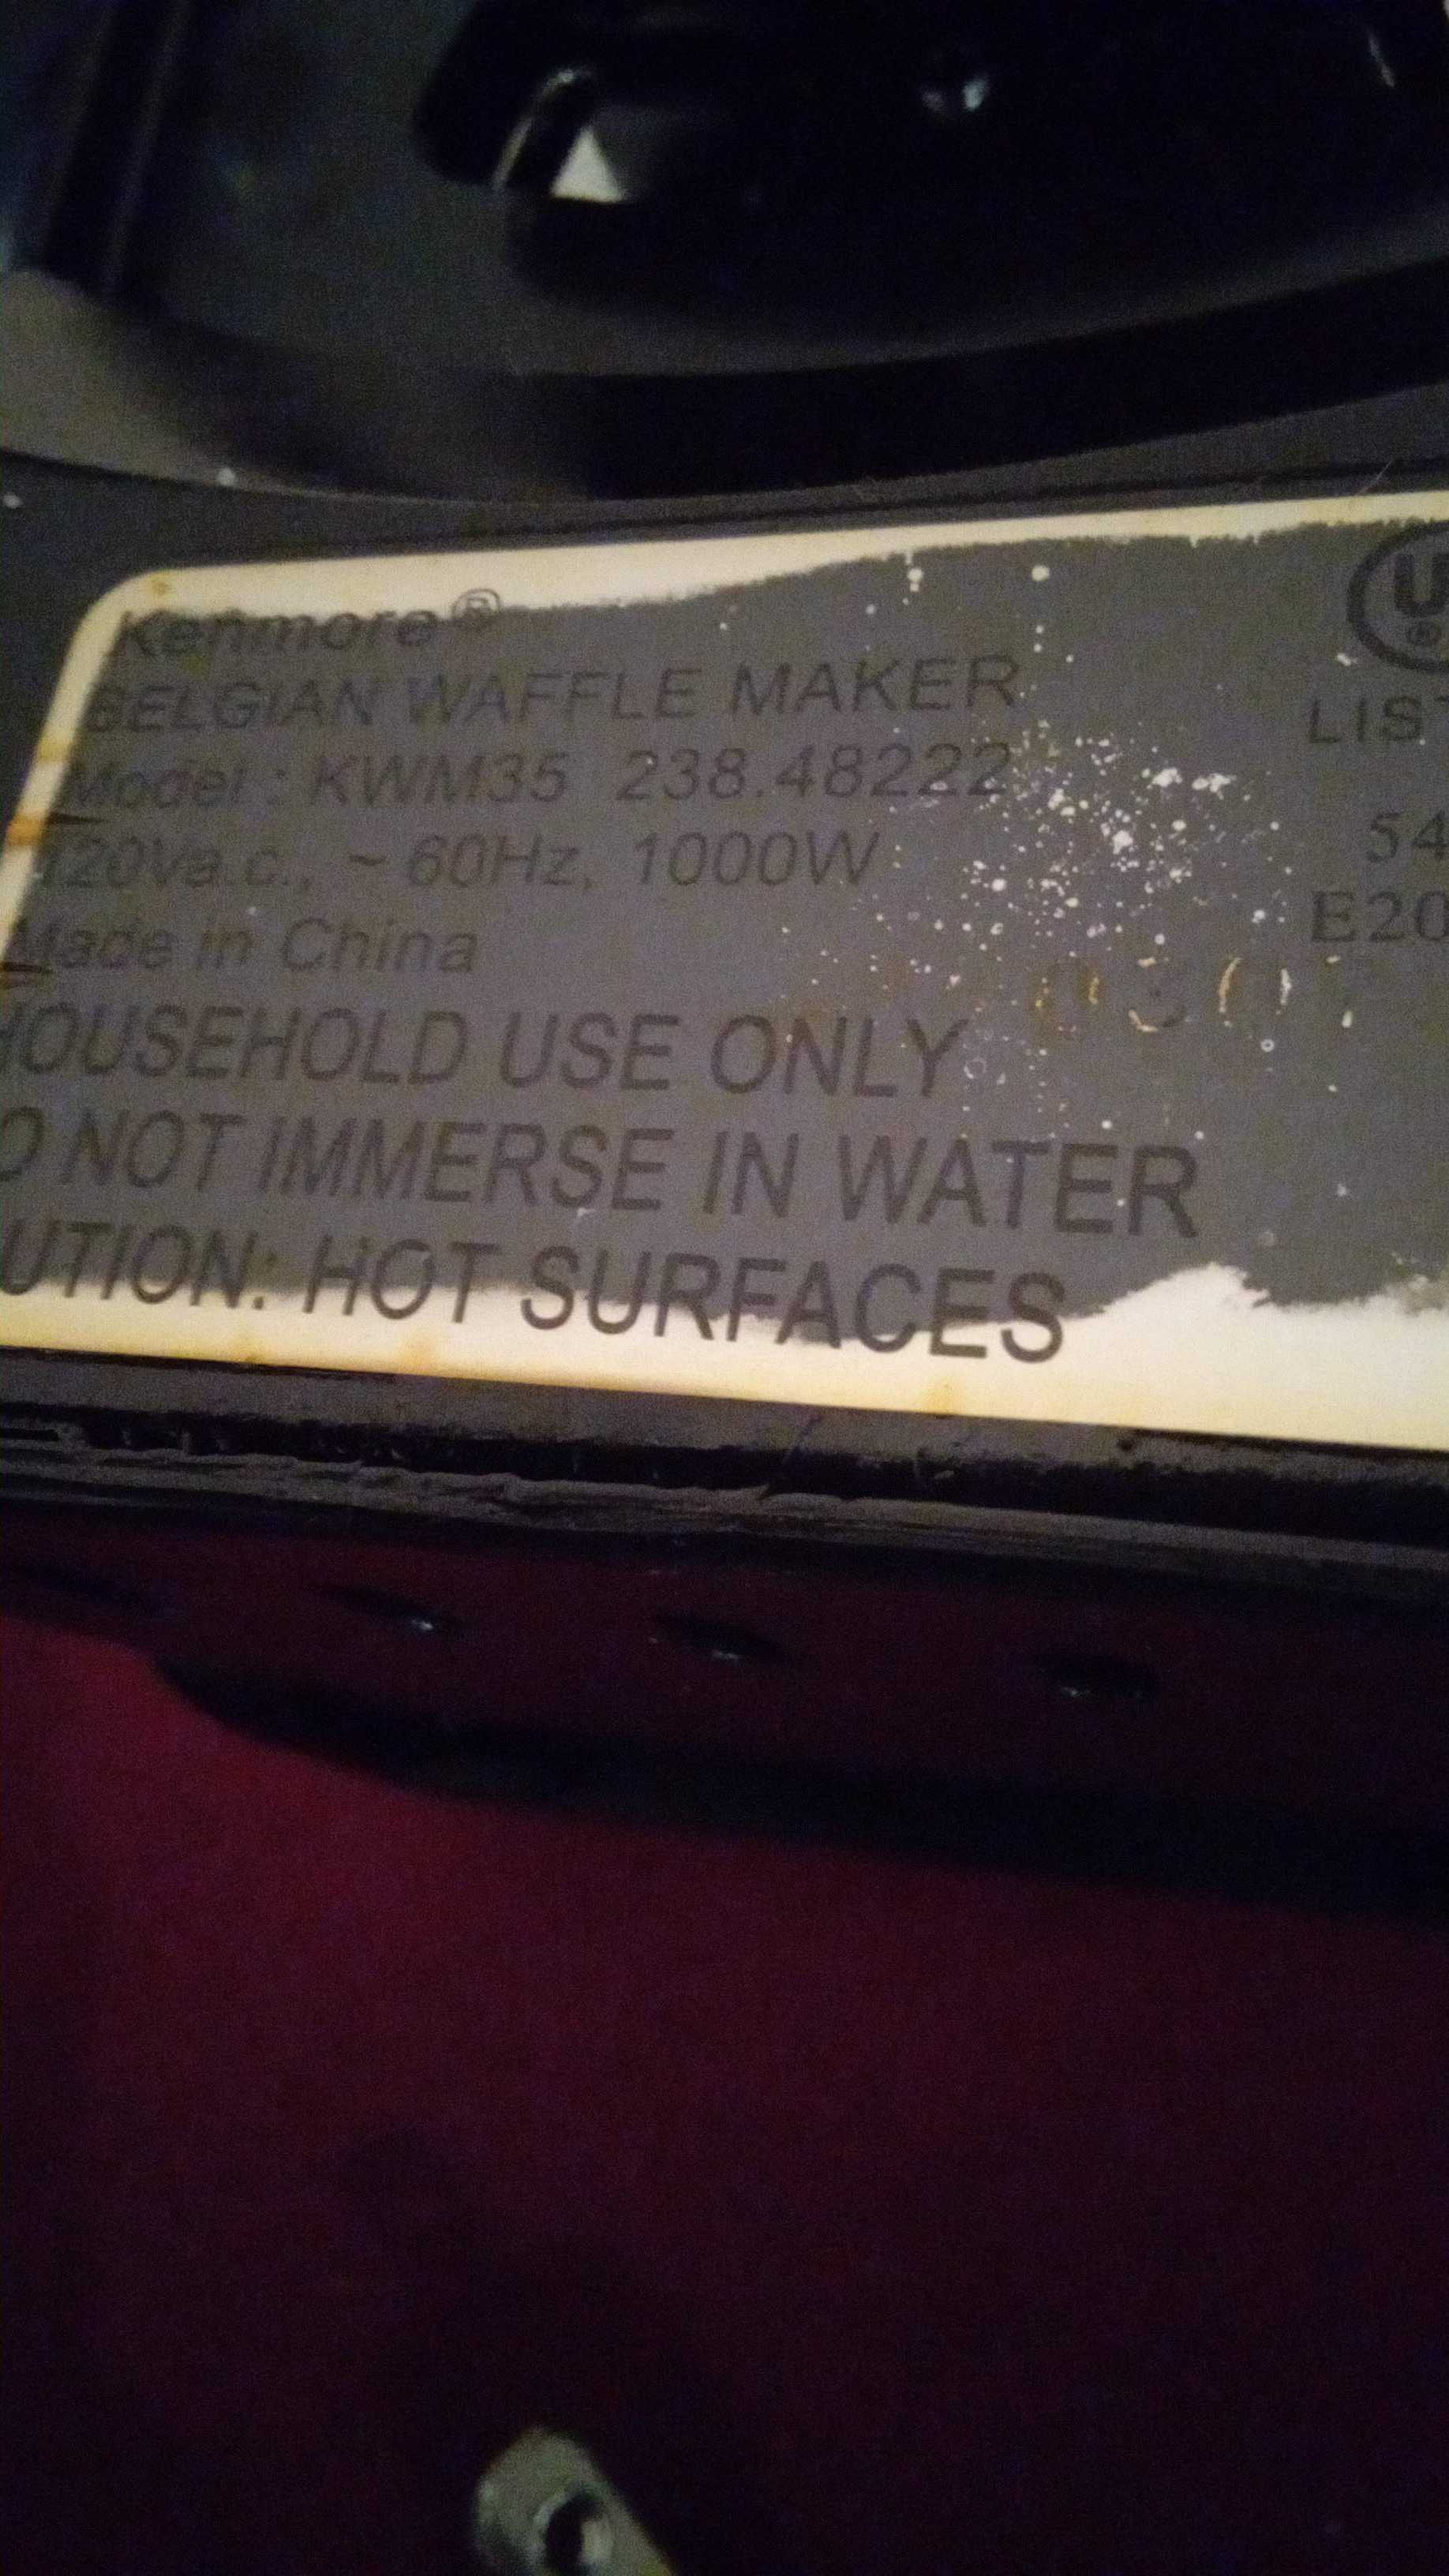 Kenmore®
BELGIAN WAFFLE MAKER
Model : KWM35 238.48222
120Va.c., ~ 60Hz, 1000W
Made in China
HOUSEHOLD USE ONLY
O NOT IMMERSE IN WATER
UTION: HOT SURFACES
U
®
LIS
54
E20